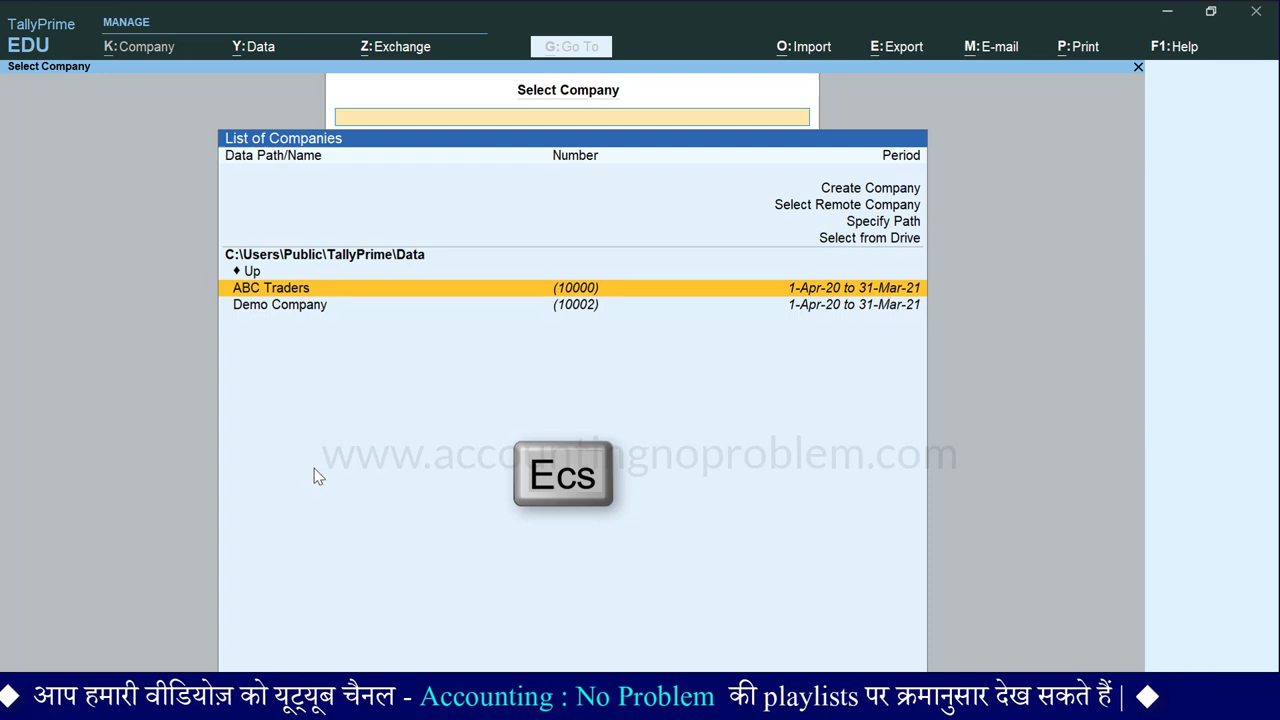 TallyPrime
EDU
MANAGE
K:Company Y:Data Z:Exchange G:Go To O:Import E:Export M:E-mail P:Print F1:Help
Select Company
Select Company
List of Companies
Data Path/Name Number Period
Create Company
Select Remote Company
Specify Path
Select from Drive
C:\Users\Public\TallyPrime\Data
♦ Up
ABC Traders (10000) 1-Apr-20 to 31-Mar-21
Demo Company (10002) 1-Apr-20 to 31-Mar-21
www.accountingnoproblem.com
Ecs
◆ आप हमारी वीडियोज़ को यूट्यूब चैनल - Accounting : No Problem की playlists पर क्रमानुसार देख सकते हैं | ◆